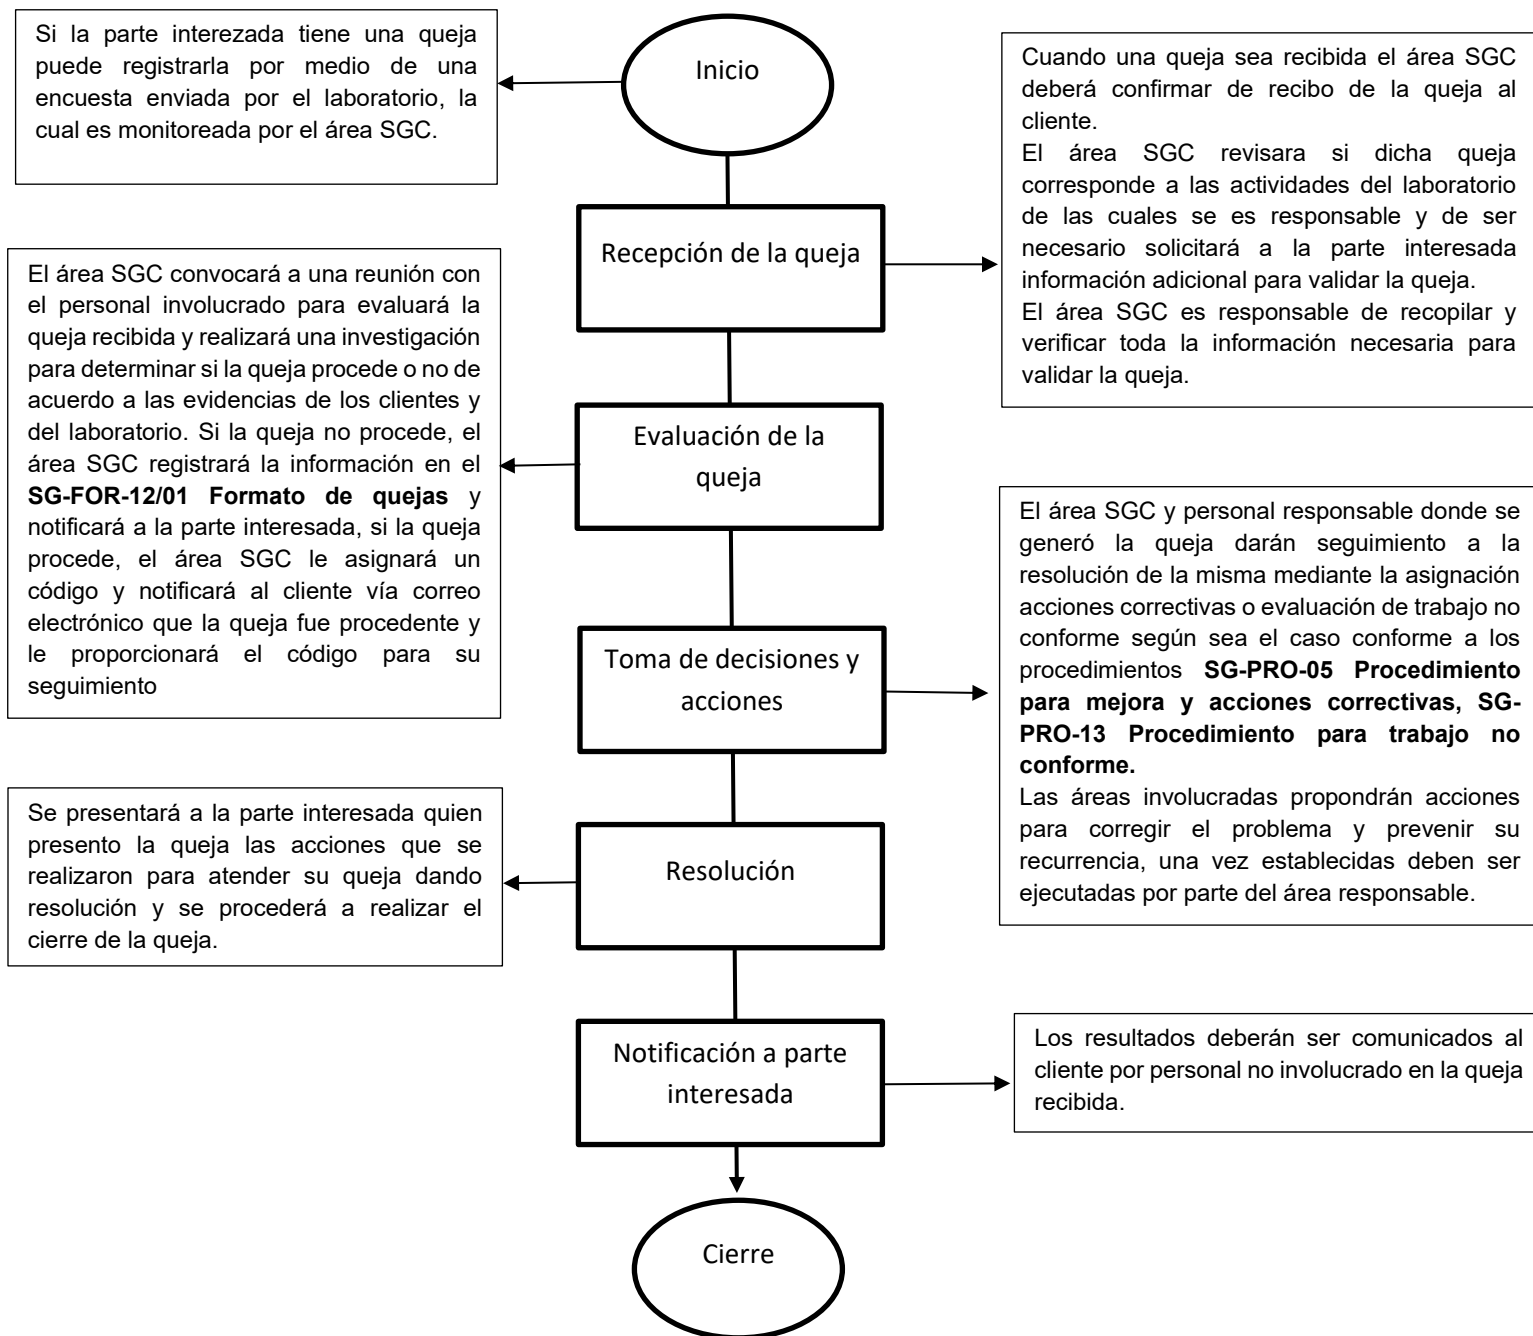 Si la parte interezada tiene una queja
puede registrarla por medio de una
encuesta enviada por el laboratorio, la
cual es monitoreada por el área SGC.
Inicio
Cuando una queja sea recibida el área SGC
deberá confirmar de recibo de la queja al
cliente.
El área SGC revisara si dicha queja
corresponde a las actividades del laboratorio
de las cuales se es responsable y de ser
necesario solicitará a la parte interesada
información adicional para validar la queja.
El área SGC es responsable de recopilar y
verificar toda la información necesaria para
validar la queja.
Recepción de la queja
El área SGC convocará a una reunión con
el personal involucrado para evaluará la
queja recibida y realizará una investigación
para determinar si la queja procede o no de
acuerdo a las evidencias de los clientes y
del laboratorio. Si la queja no procede, el
área SGC registrará la información en el
SG-FOR-12/01 Formato de quejas y
notificará a la parte interesada, si la queja
procede, el área SGC le asignará un
código y notificará al cliente vía correo
electrónico que la queja fue procedente y
le proporcionará el código para su
seguimiento
Evaluación de la
queja
El área SGC y personal responsable donde se
generó la queja darán seguimiento a la
resolución de la misma mediante la asignación
acciones correctivas o evaluación de trabajo no
conforme según sea el caso conforme a los
procedimientos SG-PRO-05 Procedimiento
para mejora y acciones correctivas, SG-
PRO-13 Procedimiento para trabajo no
conforme.
Las áreas involucradas propondrán acciones
para corregir el problema y prevenir su
recurrencia, una vez establecidas deben ser
ejecutadas por parte del área responsable.
Toma de decisiones y
acciones
Se presentará a la parte interesada quien
presento la queja las acciones que se
realizaron para atender su queja dando
resolución y se procederá a realizar el
cierre de la queja.
Resolución
Notificación a parte
interesada
Los resultados deberán ser comunicados al
cliente por personal no involucrado en la queja
recibida.
Cierre